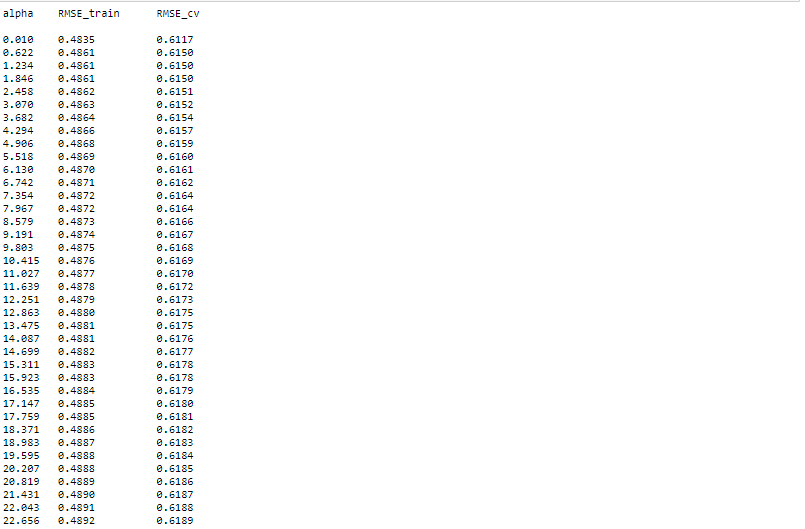 alpha RMSE_train RMSE_cv
0.010 0.4835 0.6117
0.622 0.4861 0.6150
1.234 0.4861 0.6150
1.846 0.4861 0.6150
2.458 0.4862 0.6151
3.070 0.4863 0.6152
3.682 0.4864 0.6154
4.294 0.4866 0.6157
4.906 0.4868 0.6159
5.518 0.4869 0.6160
6.130 0.4870 0.6161
6.742 0.4871 0.6162
7.354 0.4872 0.6164
7.967 0.4872 0.6164
8.579 0.4873 0.6166
9.191 0.4874 0.6167
9.803 0.4875 0.6168
10.415 0.4876 0.6169
11.027 0.4877 0.6170
11.639 0.4878 0.6172
12.251 0.4879 0.6173
12.863 0.4880 0.6175
13.475 0.4881 0.6175
14.087 0.4881 0.6176
14.699 0.4882 0.6177
15.311 0.4883 0.6178
15.923 0.4883 0.6178
16.535 0.4884 0.6179
17.147 0.4885 0.6180
17.759 0.4885 0.6181
18.371 0.4886 0.6182
18.983 0.4887 0.6183
19.595 0.4888 0.6184
20.207 0.4888 0.6185
20.819 0.4889 0.6186
21.431 0.4890 0.6187
22.043 0.4891 0.6188
22.656 0.4892 0.6189